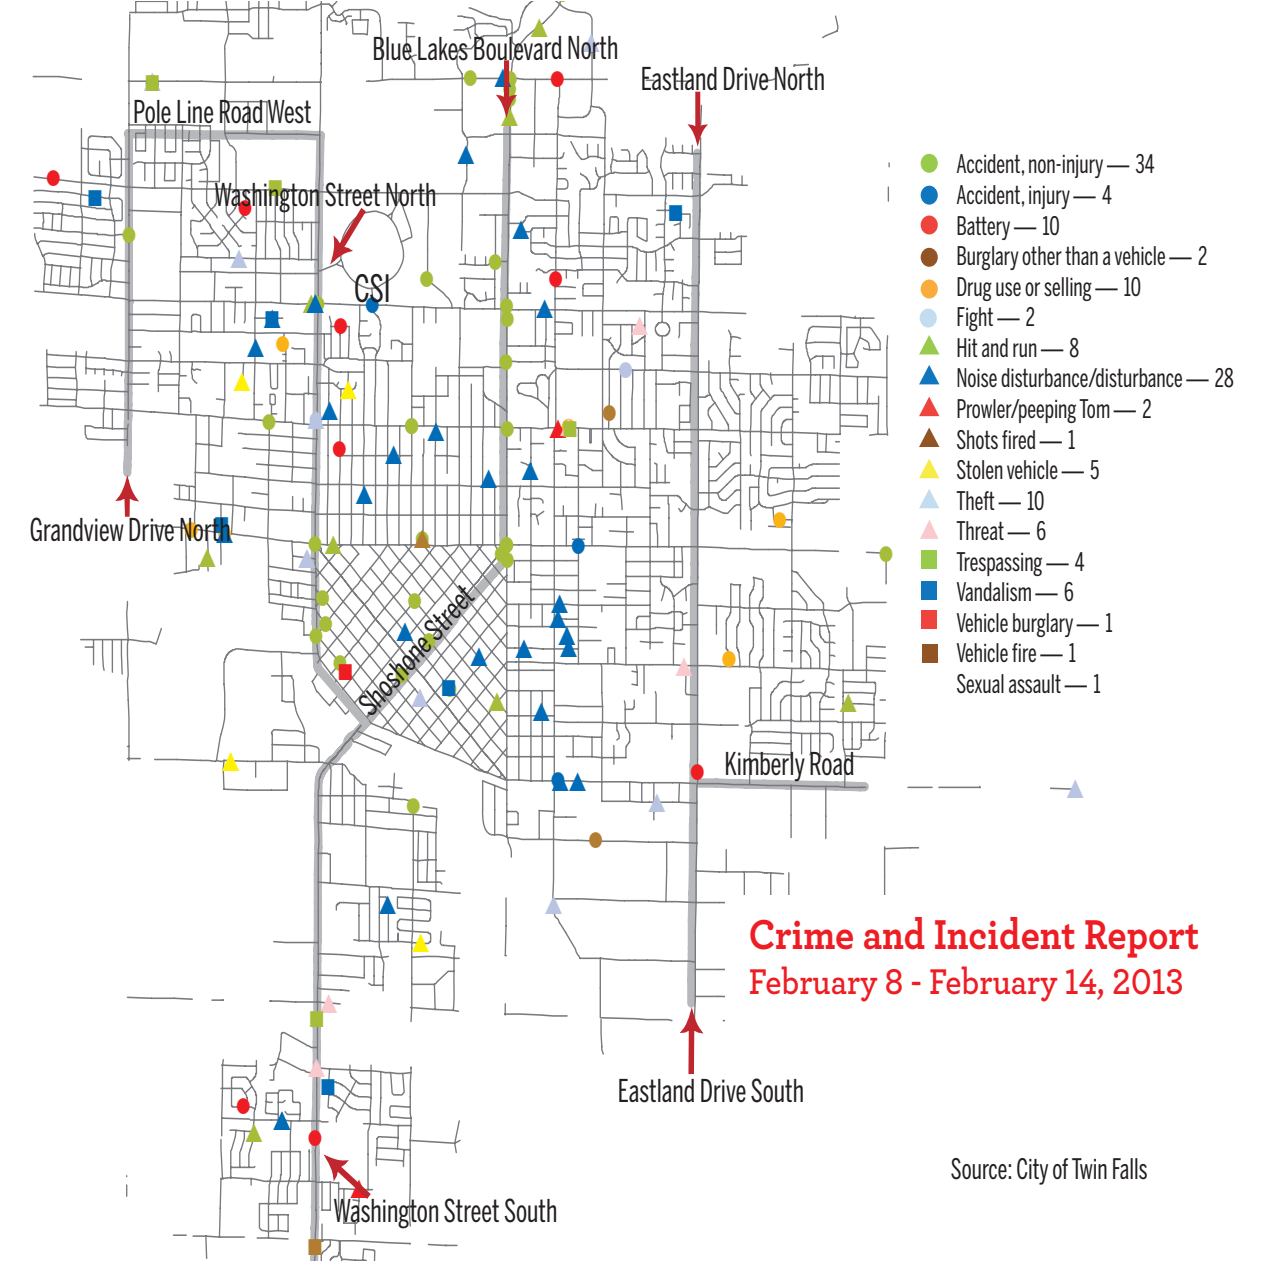 Blue Lakes Boulevard North
Eastland Drive North
Pole Line Road West
Washington Street North
CSI
Grandview Drive North
Shoshone Street
Kimberly Road
Eastland Drive South
Washington Street South
Accident, non-injury — 34
Accident, injury — 4
Battery — 10
Burglary other than a vehicle — 2
Drug use or selling — 10
Fight — 2
Hit and run — 8
Noise disturbance/disturbance — 28
Prowler/peeping Tom — 2
Shots fired — 1
Stolen vehicle — 5
Theft — 10
Threat — 6
Trespassing — 4
Vandalism — 6
Vehicle burglary — 1
Vehicle fire — 1
Sexual assault — 1
Crime and Incident Report
February 8 - February 14, 2013
Source: City of Twin Falls